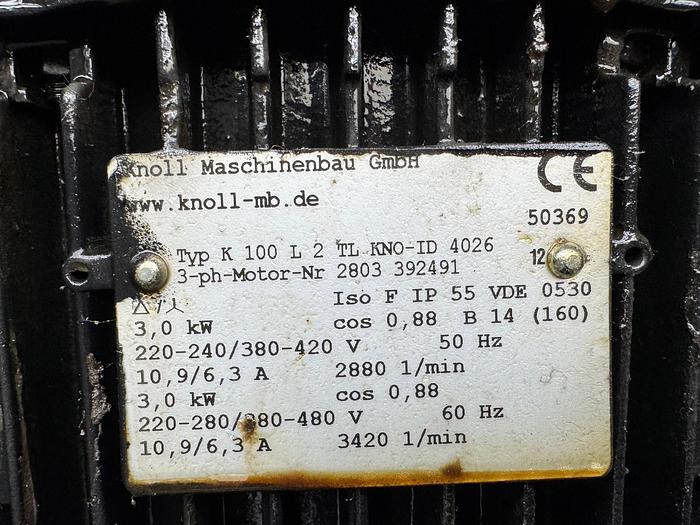 Knoll Maschinenbau GmbH
CE
www.knoll-mb.de
50369
Typ K 100 L 2 TL KNO-ID 4026
3-ph-Motor-Nr 2803 392491
12
△/⅄ Iso F IP 55 VDE 0530
3,0 kW cos 0,88 B 14 (160)
220-240/380-420 V 50 Hz
10,9/6,3 A 2880 1/min
3,0 kW cos 0,88
220-280/380-480 V 60 Hz
10,9/6,3 A 3420 1/min